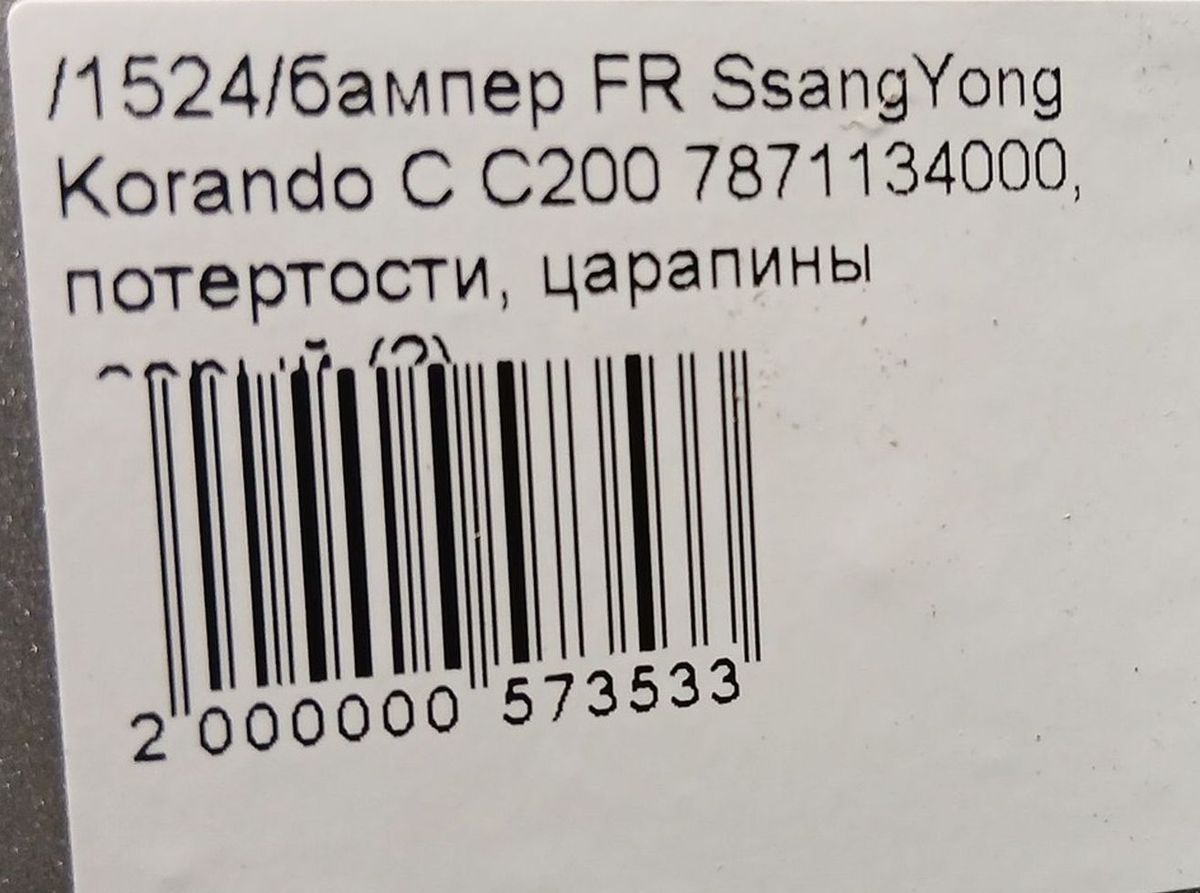 /1524/бампер FR SsangYong
Korando C C200 7871134000,
потертости, царапины
2 000000 573533